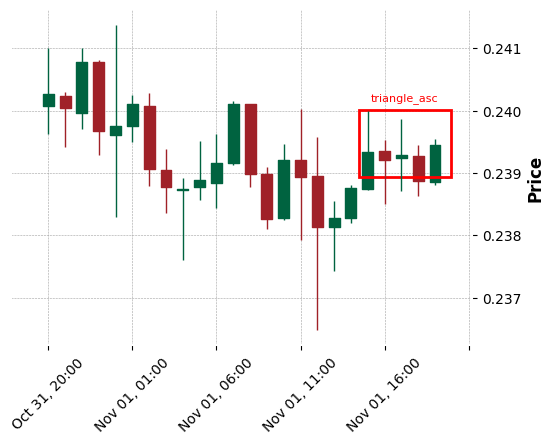 triangle_asc
0.241
0.240
0.239
0.238
0.237
Price
Oct 31, 20:00
Nov 01, 01:00
Nov 01, 06:00
Nov 01, 11:00
Nov 01, 16:00